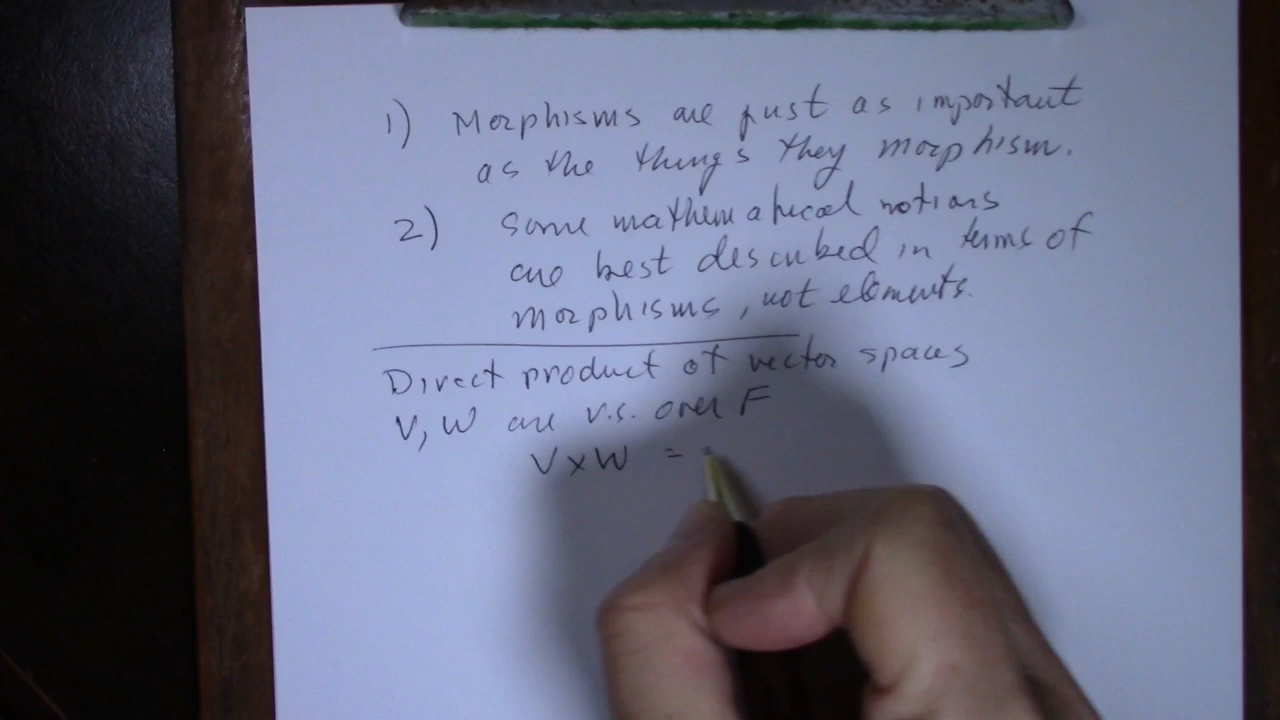 1) Morphisms are just as important
as the things they morphism.
2) Some mathematical notions
are best described in terms of
morphisms, not elements.
Direct product of vector spaces
V, W are v.s. over F
V×W =